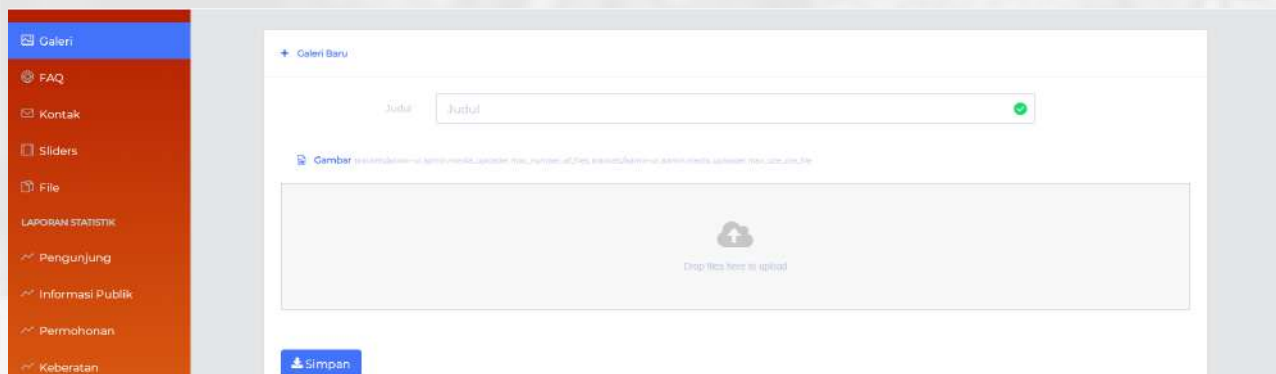 Galeri
FAQ
Kontak
Sliders
File
LAPORAN STATISTIK
Pengunjung
Informasi Publik
Permohonan
Keberatan
+ Galeri Baru
Judul
Judul
Gambar
Drop files here to upload
Simpan